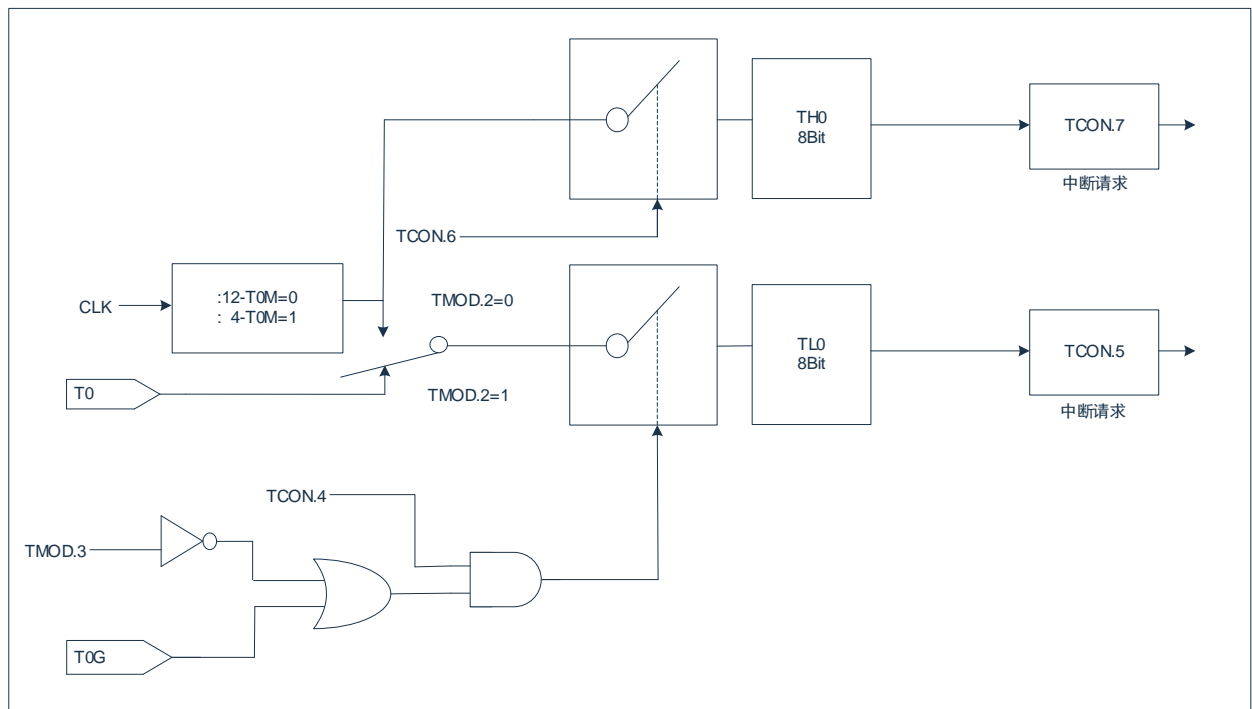 TH0
8Bit
TCON.7
中断请求
TCON.6
CLK
:12-T0M=0
: 4-T0M=1
TMOD.2=0
TL0
8Bit
TCON.5
T0
TMOD.2=1
中断请求
TCON.4
TMOD.3
T0G